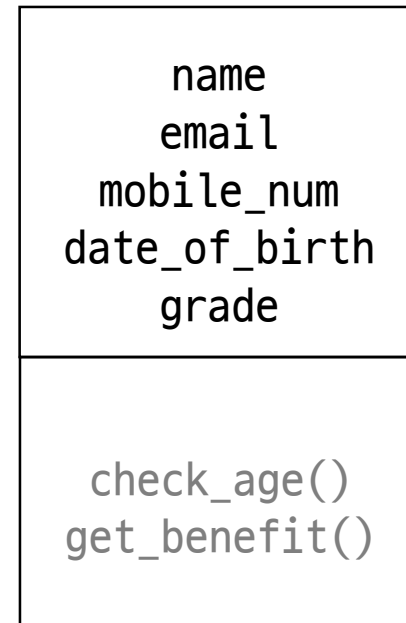 name
email
mobile_num
date_of_birth
grade
check_age()
get_benefit()